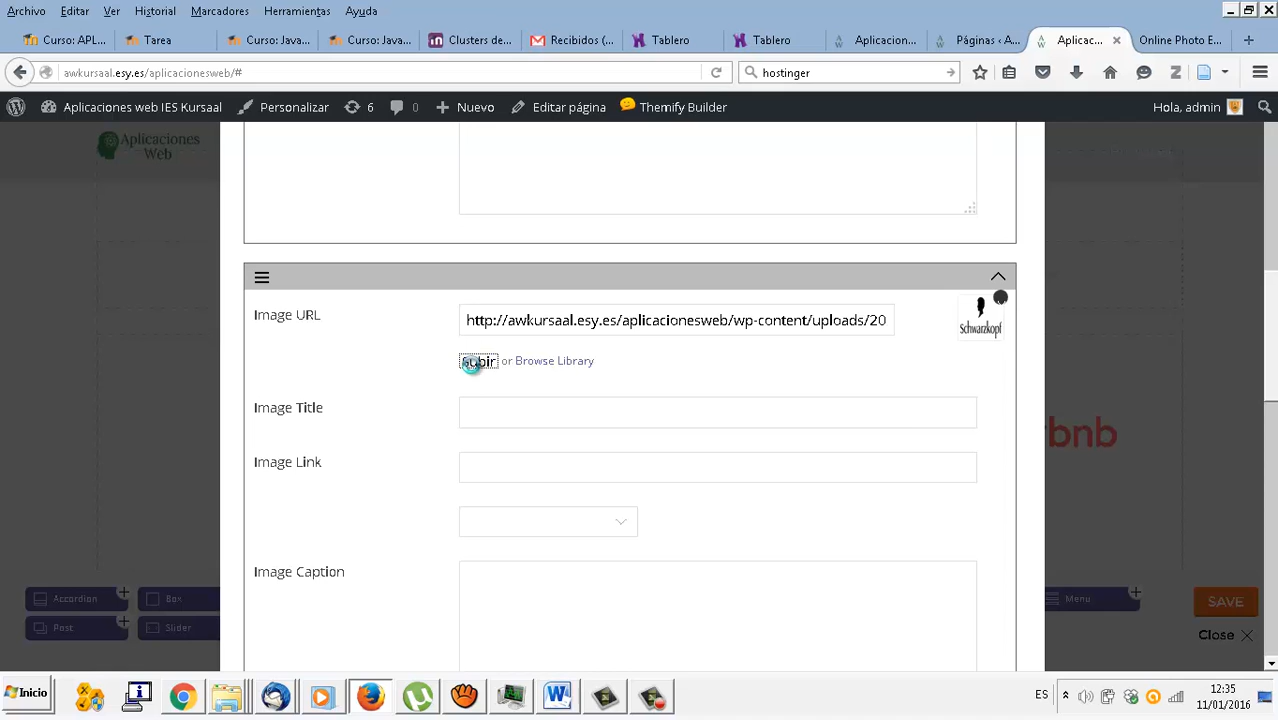 Archivo Editar Ver Historial Marcadores Herramientas Ayuda
Curso: APL... Tarea Curso: Java... Curso: Java... Clusters de... Recibidos (... Tablero Tablero Aplicacion... Páginas ‹ A... Aplicac... Online Photo E...
awkursaal.esy.es/aplicacionesweb/# hostinger
Aplicaciones web IES Kursaal Personalizar 6 0 Nuevo Editar página Themify Builder Hola, admin
Aplicaciones
Web
Image URL http://awkursaal.esy.es/aplicacionesweb/wp-content/uploads/20 Schwarzkopf
Subir or Browse Library
Image Title
bnb
Image Link
Image Caption
Accordion Box Menu SAVE
Post Slider Close
Inicio ES 12:35
11/01/2016